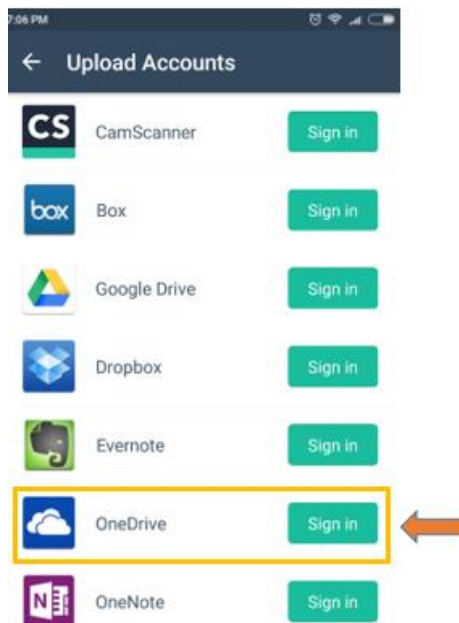 7:06 PM
Upload Accounts
CS CamScanner Sign in
box Box Sign in
Google Drive Sign in
Dropbox Sign in
Evernote Sign in
OneDrive Sign in
N OneNote Sign in